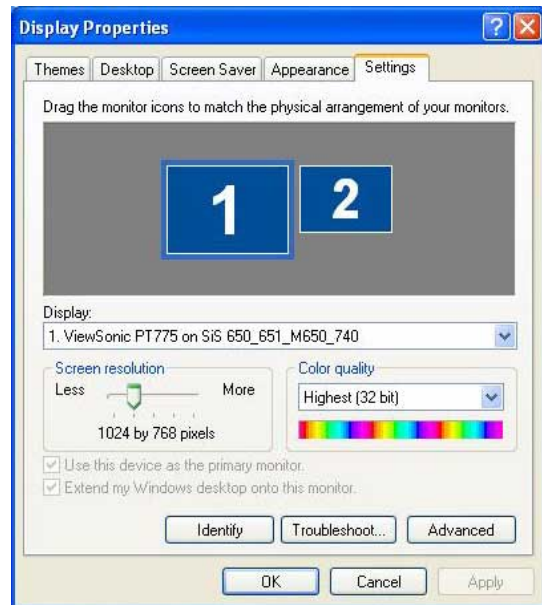 Display Properties
Themes Desktop Screen Saver Appearance Settings
Drag the monitor icons to match the physical arrangement of your monitors.
1 2
Display:
1. ViewSonic PT775 on SiS 650_651_M650_740
Screen resolution Color quality
Less More Highest (32 bit)
1024 by 768 pixels
Use this device as the primary monitor.
Extend my Windows desktop onto this monitor.
Identify Troubleshoot... Advanced
OK Cancel Apply